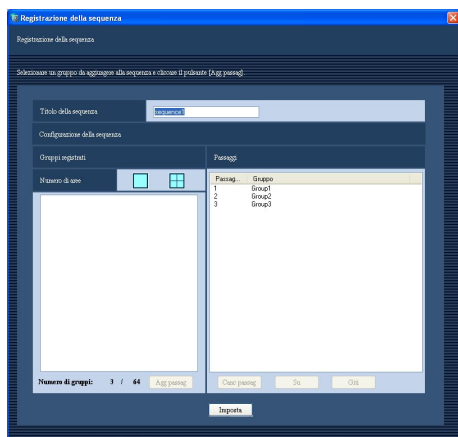 Registrazione della sequenza
Registrazione della sequenza
Selezionare un gruppo da aggiungere alla sequenza e cliccare il pulsante [Agg passag].
Titolo della sequenza
sequence1
Configurazione della sequenza
Gruppi registrati
Passaggi
Numero di aree
Passag... Gruppo
1 Group1
2 Group2
3 Group3
Numero di gruppi: 3 / 64
Agg passag
Canc passag
Su
Giù
Imposta